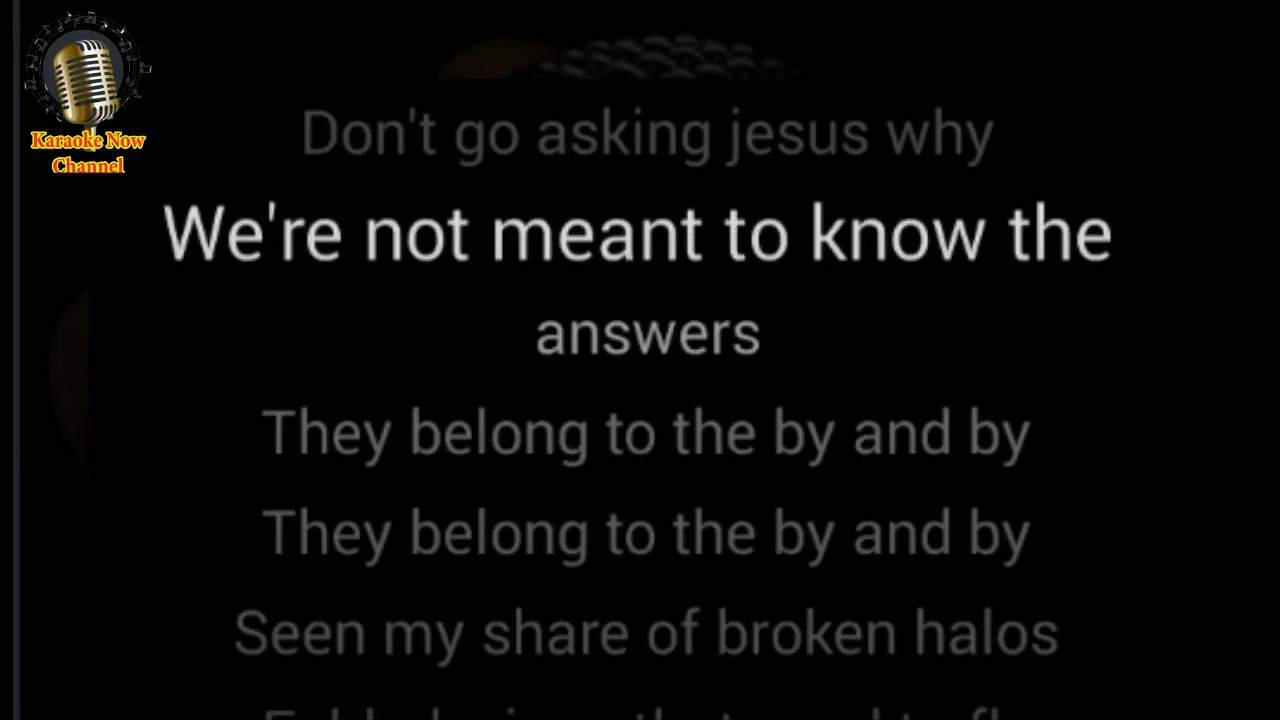 Karaoke Now
Channel
Don't go asking jesus why
We're not meant to know the
answers
They belong to the by and by
They belong to the by and by
Seen my share of broken halos